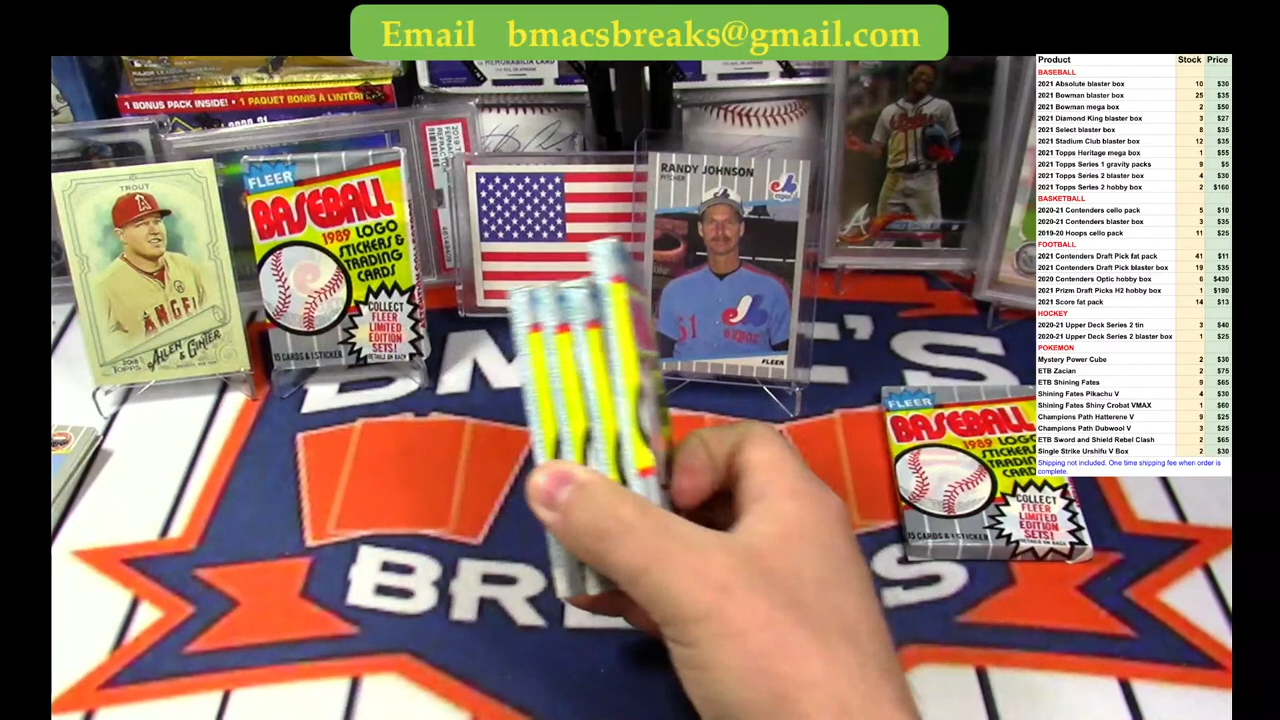 Email bmacsbreaks@gmail.com
MEMORABILIA CARD
1 BONUS PACK INSIDE! • 1 PAQUET BONIS À L'INTÉRI
TROUT
A
ANGEL
2018 TOPPS
ALLEN & GINTER
FLEER
BASEBALL
1989 LOGO
STICKERS &
TRADING
CARDS
COLLECT
FLEER
LIMITED
EDITION
SETS!
DETAILS ON BACK
15 CARDS & 1 STICKER
RANDY JOHNSON
PITCHER
51 expos
FLEER
FLEER
BASEBALL
1989 LOGO
STICKERS
TRADING
CARDS
COLLECT
FLEER
LIMITED
EDITION
SETS!
DETAILS ON BACK
15 CARDS & 1 STICKER
Product Stock Price
BASEBALL
2021 Absolute blaster box 10 $30
2021 Bowman blaster box 25 $35
2021 Bowman mega box 2 $50
2021 Diamond King blaster box 3 $27
2021 Select blaster box 8 $35
2021 Stadium Club blaster box 12 $35
2021 Topps Heritage mega box 1 $55
2021 Topps Series 1 gravity packs 9 $5
2021 Topps Series 2 blaster box 4 $30
2021 Topps Series 2 hobby box 2 $160
BASKETBALL
2020-21 Contenders cello pack 5 $10
2020-21 Contenders blaster box 3 $35
2019-20 Hoops cello pack 11 $25
FOOTBALL
2021 Contenders Draft Pick fat pack 41 $11
2021 Contenders Draft Pick blaster box 19 $35
2020 Contenders Optic hobby box 6 $430
2021 Prizm Draft Picks H2 hobby box 1 $190
2021 Score fat pack 14 $13
HOCKEY
2020-21 Upper Deck Series 2 tin 3 $40
2020-21 Upper Deck Series 2 blaster box 1 $25
POKEMON
Mystery Power Cube 2 $30
ETB Zacian 2 $75
ETB Shining Fates 9 $65
Shining Fates Pikachu V 4 $30
Shining Fates Shiny Crobat VMAX 1 $60
Champions Path Hatterene V 9 $25
Champions Path Dubwool V 3 $25
ETB Sword and Shield Rebel Clash 2 $65
Single Strike Urshifu V Box 2 $30
Shipping not included. One time shipping fee when order is
complete.